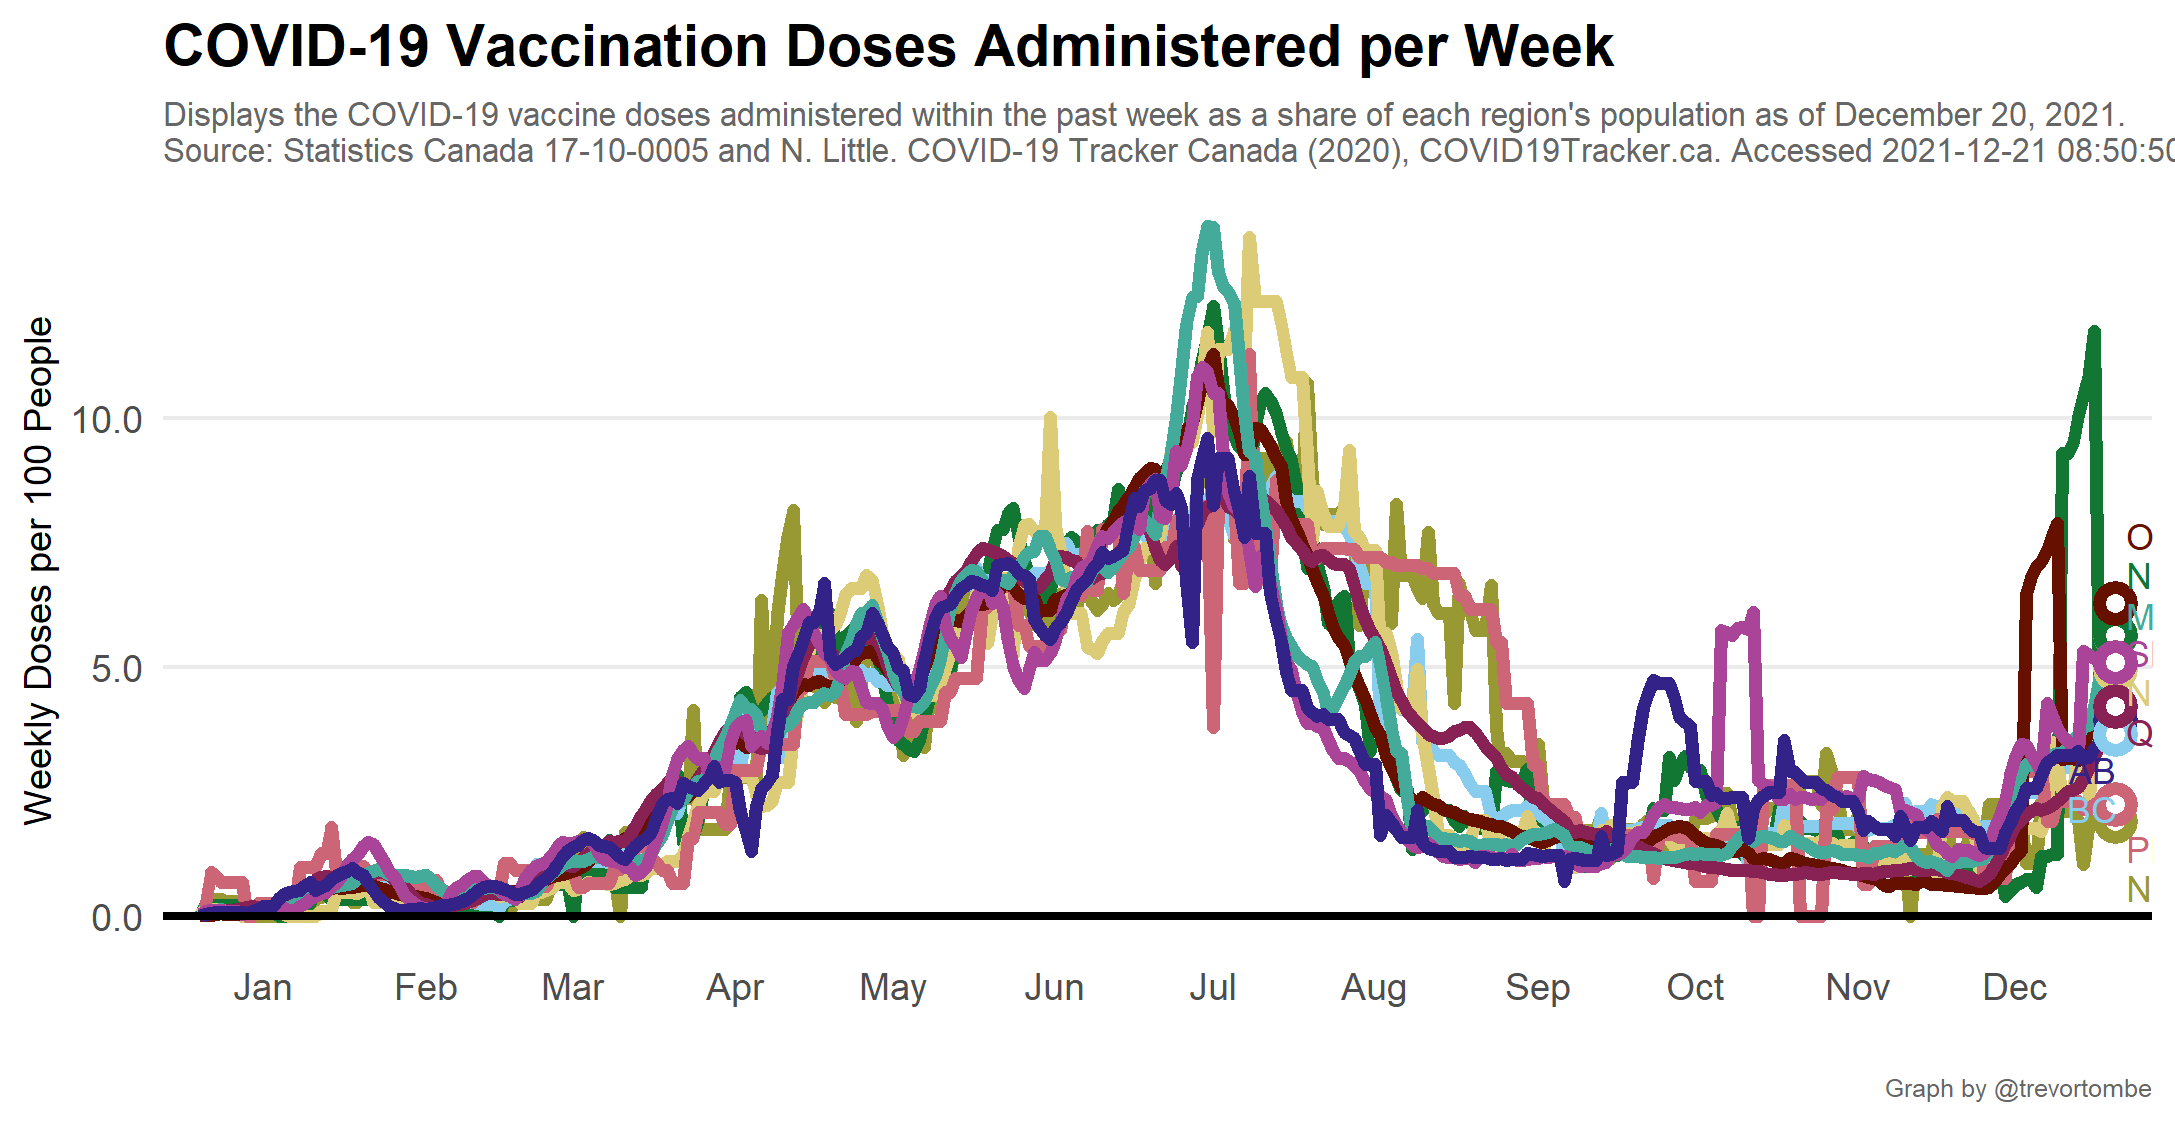 COVID-19 Vaccination Doses Administered per Week
Displays the COVID-19 vaccine doses administered within the past week as a share of each region's population as of December 20, 2021.
Source: Statistics Canada 17-10-0005 and N. Little. COVID-19 Tracker Canada (2020), COVID19Tracker.ca. Accessed 2021-12-21 08:50:50
Weekly Doses per 100 People
10.0
5.0
0.0
O
N
M
S
N
Q
AB
BC
P
N
Jan Feb Mar Apr May Jun Jul Aug Sep Oct Nov Dec
Graph by @trevortombe